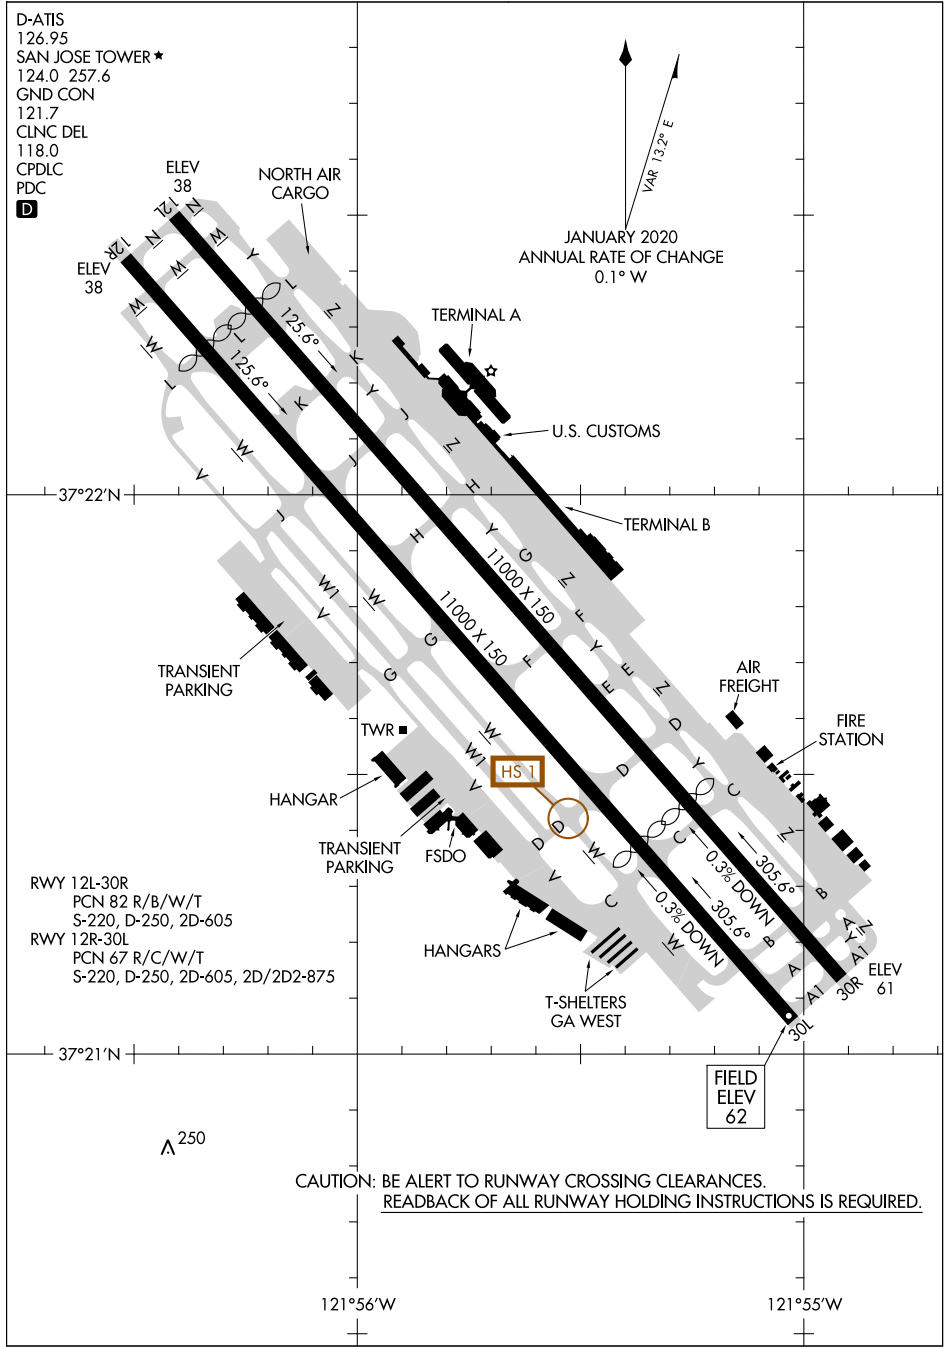 D-ATIS
126.95
SAN JOSE TOWER ★
124.0 257.6
GND CON
121.7
CLNC DEL
118.0
CPDLC
PDC
D
ELEV
38
ELEV
38
NORTH AIR
CARGO
VAR 13.2° E
JANUARY 2020
ANNUAL RATE OF CHANGE
0.1° W
12L
12R
N
N
W
W
W
W
Y
L
Z
L
L
125.6°
125.6°
K
K
Y
J
J
J
Z
TERMINAL A
U.S. CUSTOMS
TERMINAL B
37°22'N
V
W
H
H
Y
G
Z
F
Y
E
E
Z
D
11000 X 150
11000 X 150
W1
V
W
G
G
F
D
TRANSIENT
PARKING
TWR
HANGAR
TRANSIENT
PARKING
FSDO
W
W1
V
HS 1
D
D
V
W
C
W
C
Y
C
AIR
FREIGHT
FIRE
STATION
Z
B
B
A
A
Z
Y
A1
A1
305.6°
0.3% DOWN
305.6°
0.3% DOWN
RWY 12L-30R
PCN 82 R/B/W/T
S-220, D-250, 2D-605
RWY 12R-30L
PCN 67 R/C/W/T
S-220, D-250, 2D-605, 2D/2D2-875
HANGARS
T-SHELTERS
GA WEST
30R
ELEV
61
30L
37°21'N
FIELD
ELEV
62
250
CAUTION: BE ALERT TO RUNWAY CROSSING CLEARANCES.
READBACK OF ALL RUNWAY HOLDING INSTRUCTIONS IS REQUIRED.
121°56'W
121°55'W